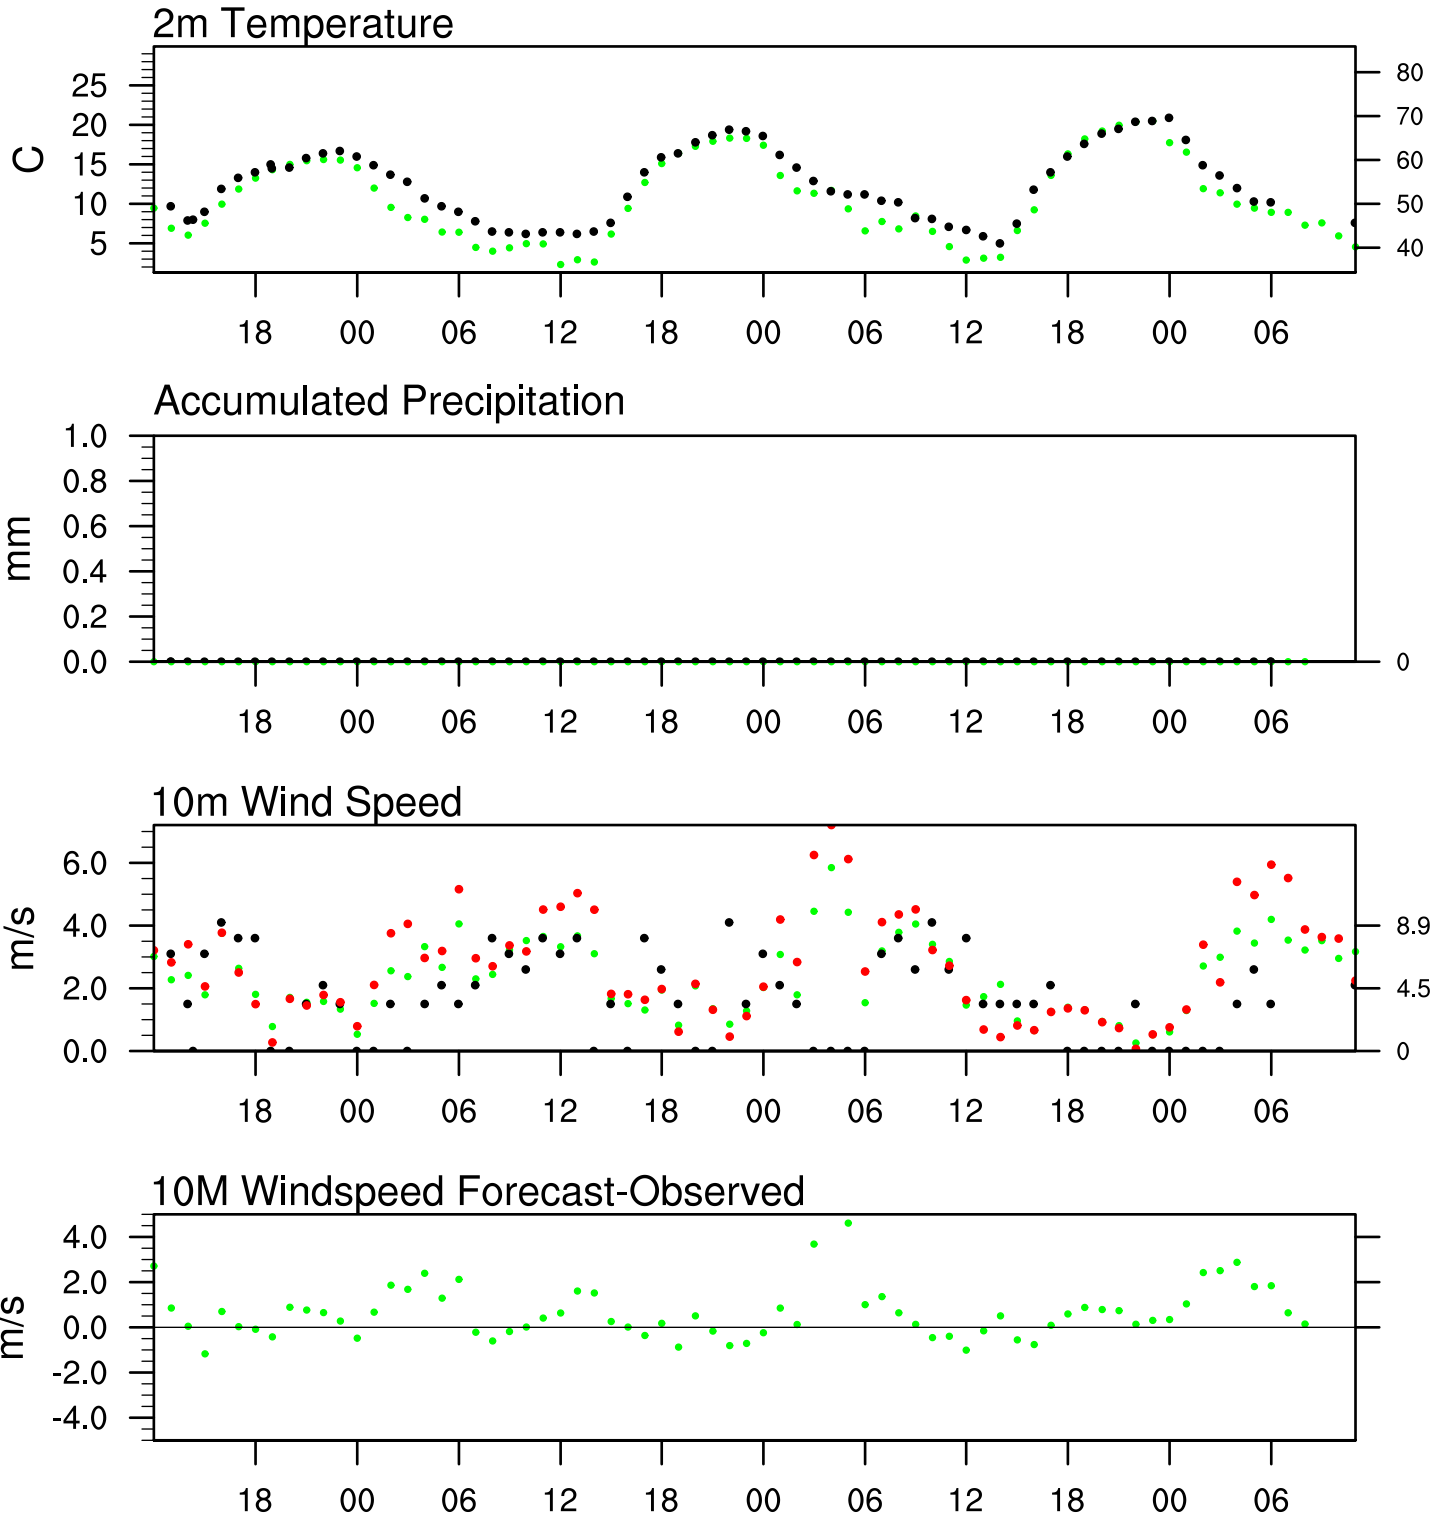 2m Temperature
25
20
15
10
5
C
80
70
60
50
40
18 00 06 12 18 00 06 12 18 00 06
Accumulated Precipitation
1.0
0.8
0.6
0.4
0.2
0.0
mm
0
18 00 06 12 18 00 06 12 18 00 06
10m Wind Speed
6.0
4.0
2.0
0.0
m/s
8.9
4.5
0
18 00 06 12 18 00 06 12 18 00 06
10M Windspeed Forecast-Observed
4.0
2.0
0.0
-2.0
-4.0
m/s
18 00 06 12 18 00 06 12 18 00 06